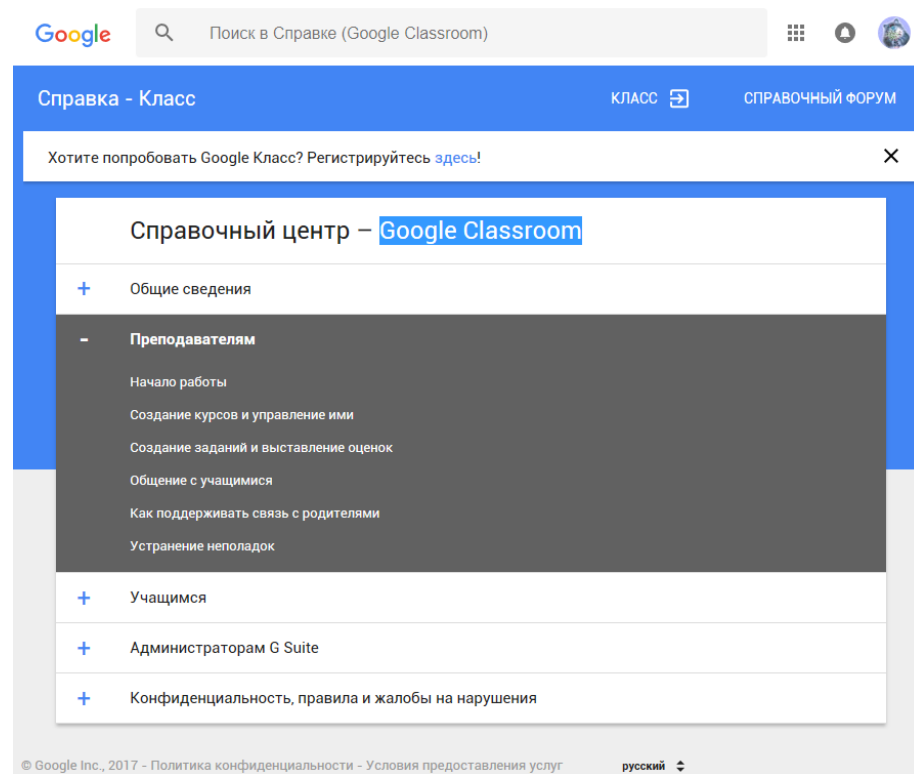 Google Поиск в Справке (Google Classroom)
Справка - Класс КЛАСС СПРАВОЧНЫЙ ФОРУМ
Хотите попробовать Google Класс? Регистрируйтесь здесь!
Справочный центр – Google Classroom
+ Общие сведения
- Преподавателям
Начало работы
Создание курсов и управление ими
Создание заданий и выставление оценок
Общение с учащимися
Как поддерживать связь с родителями
Устранение неполадок
+ Учащимся
+ Администраторам G Suite
+ Конфиденциальность, правила и жалобы на нарушения
© Google Inc., 2017 - Политика конфиденциальности - Условия предоставления услуг русский